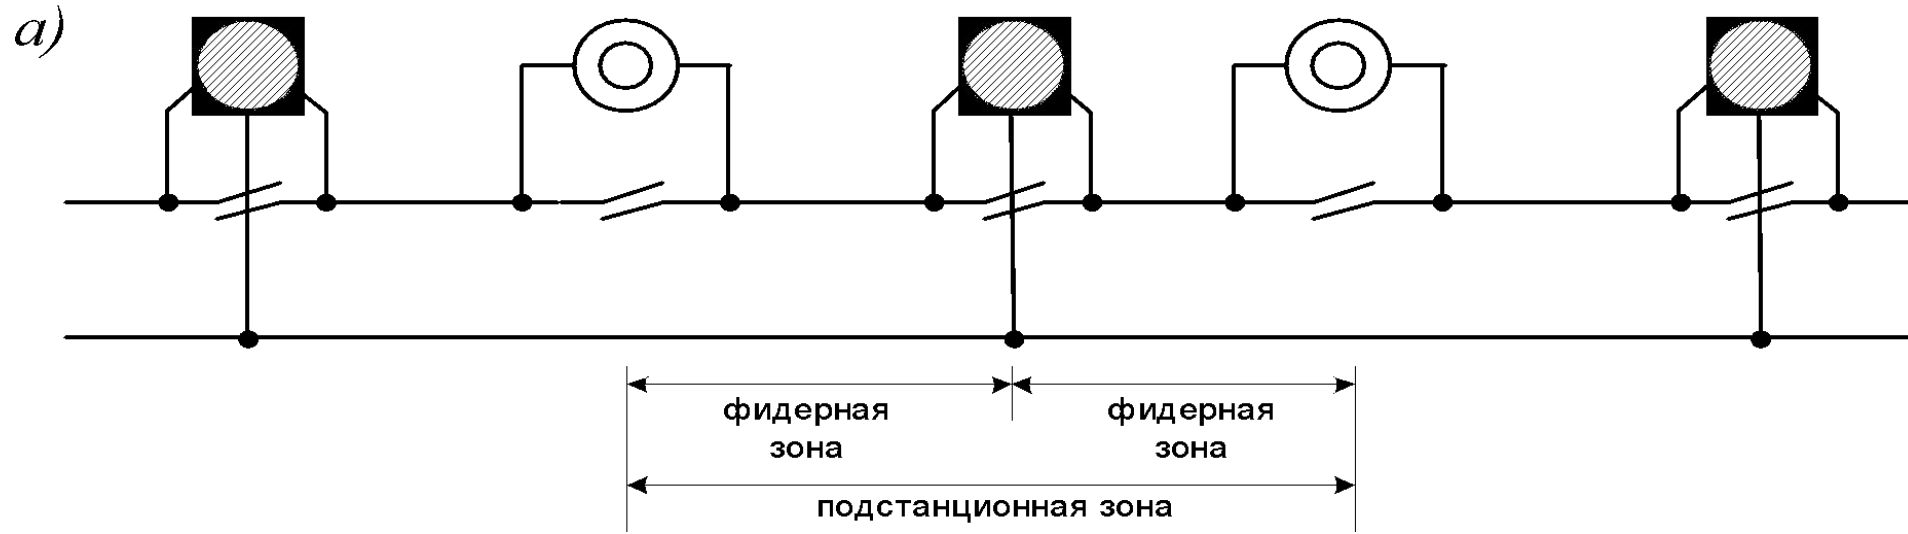 а)
фидерная
зона
фидерная
зона
подстанционная зона